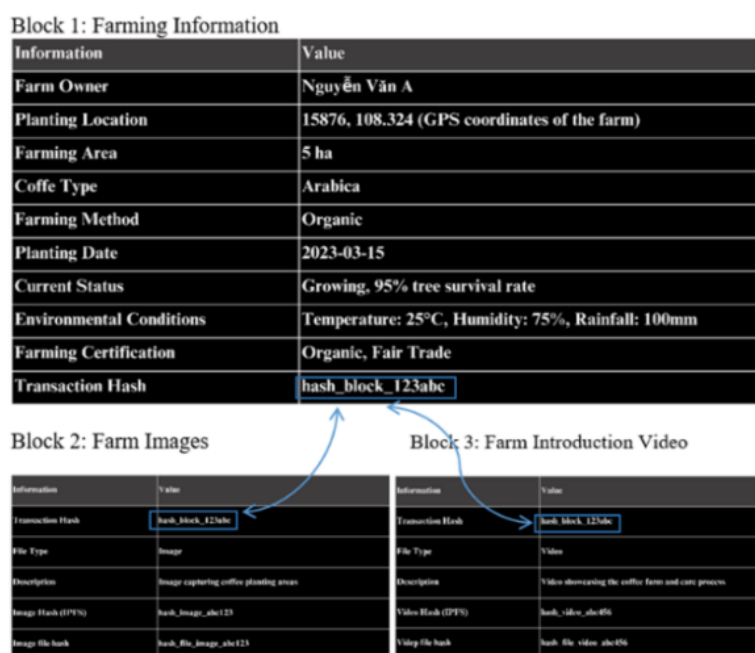 Block 1: Farming Information
Information Value
Farm Owner Nguyễn Văn A
Planting Location 15876, 108.324 (GPS coordinates of the farm)
Farming Area 5 ha
Coffe Type Arabica
Farming Method Organic
Planting Date 2023-03-15
Current Status Growing, 95% tree survival rate
Environmental Conditions Temperature: 25°C, Humidity: 75%, Rainfall: 100mm
Farming Certification Organic, Fair Trade
Transaction Hash hash_block_123abc
Block 2: Farm Images
Information Value
Transaction Hash hash_block_123abc
File Type Image
Description Image capturing coffee planting areas
Image Hash (IPFS) hash_image_abc123
Image file hash hash_file_image_abc123
Block 3: Farm Introduction Video
Information Value
Transaction Hash hash_block_123abc
File Type Video
Description Video showcasing the coffee farm and care process
Video Hash (IPFS) hash_video_abc456
Videp file hash hash_file_video_abc456